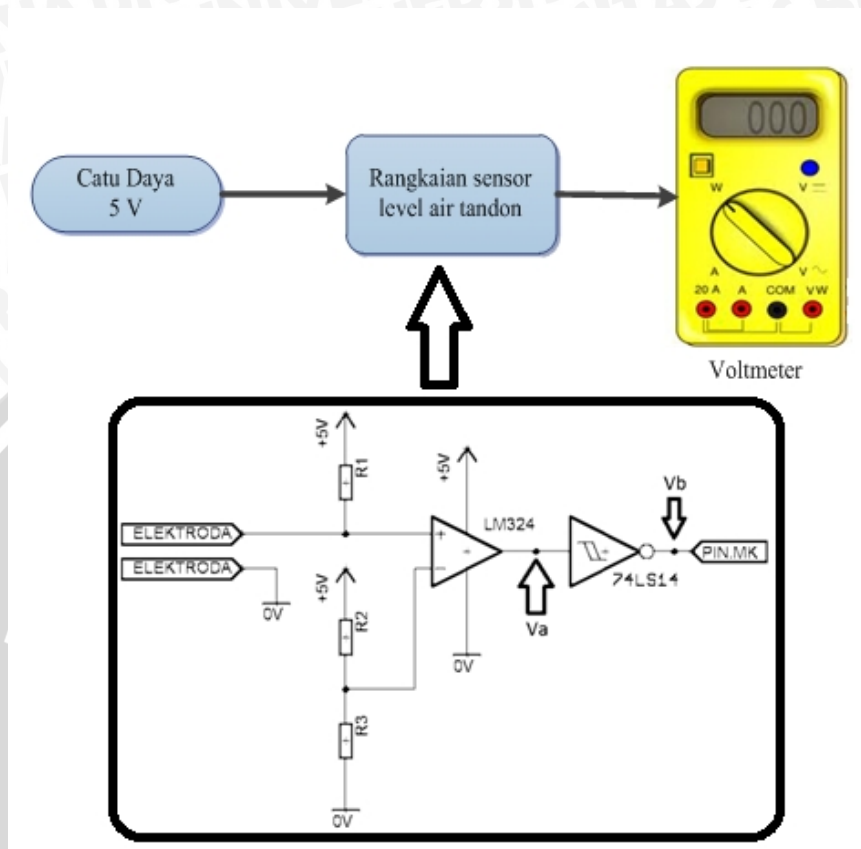 Catu Daya
5 V
Rangkaian sensor
level air tandon
000
W
V
A
V
20 A A COM VW
Voltmeter
+5V
R1
+5V
ELEKTRODA
ELEKTRODA
0V
+5V
R2
R3
0V
+
-
LM324
0V
Va
74LS14
Vb
PIN.MK